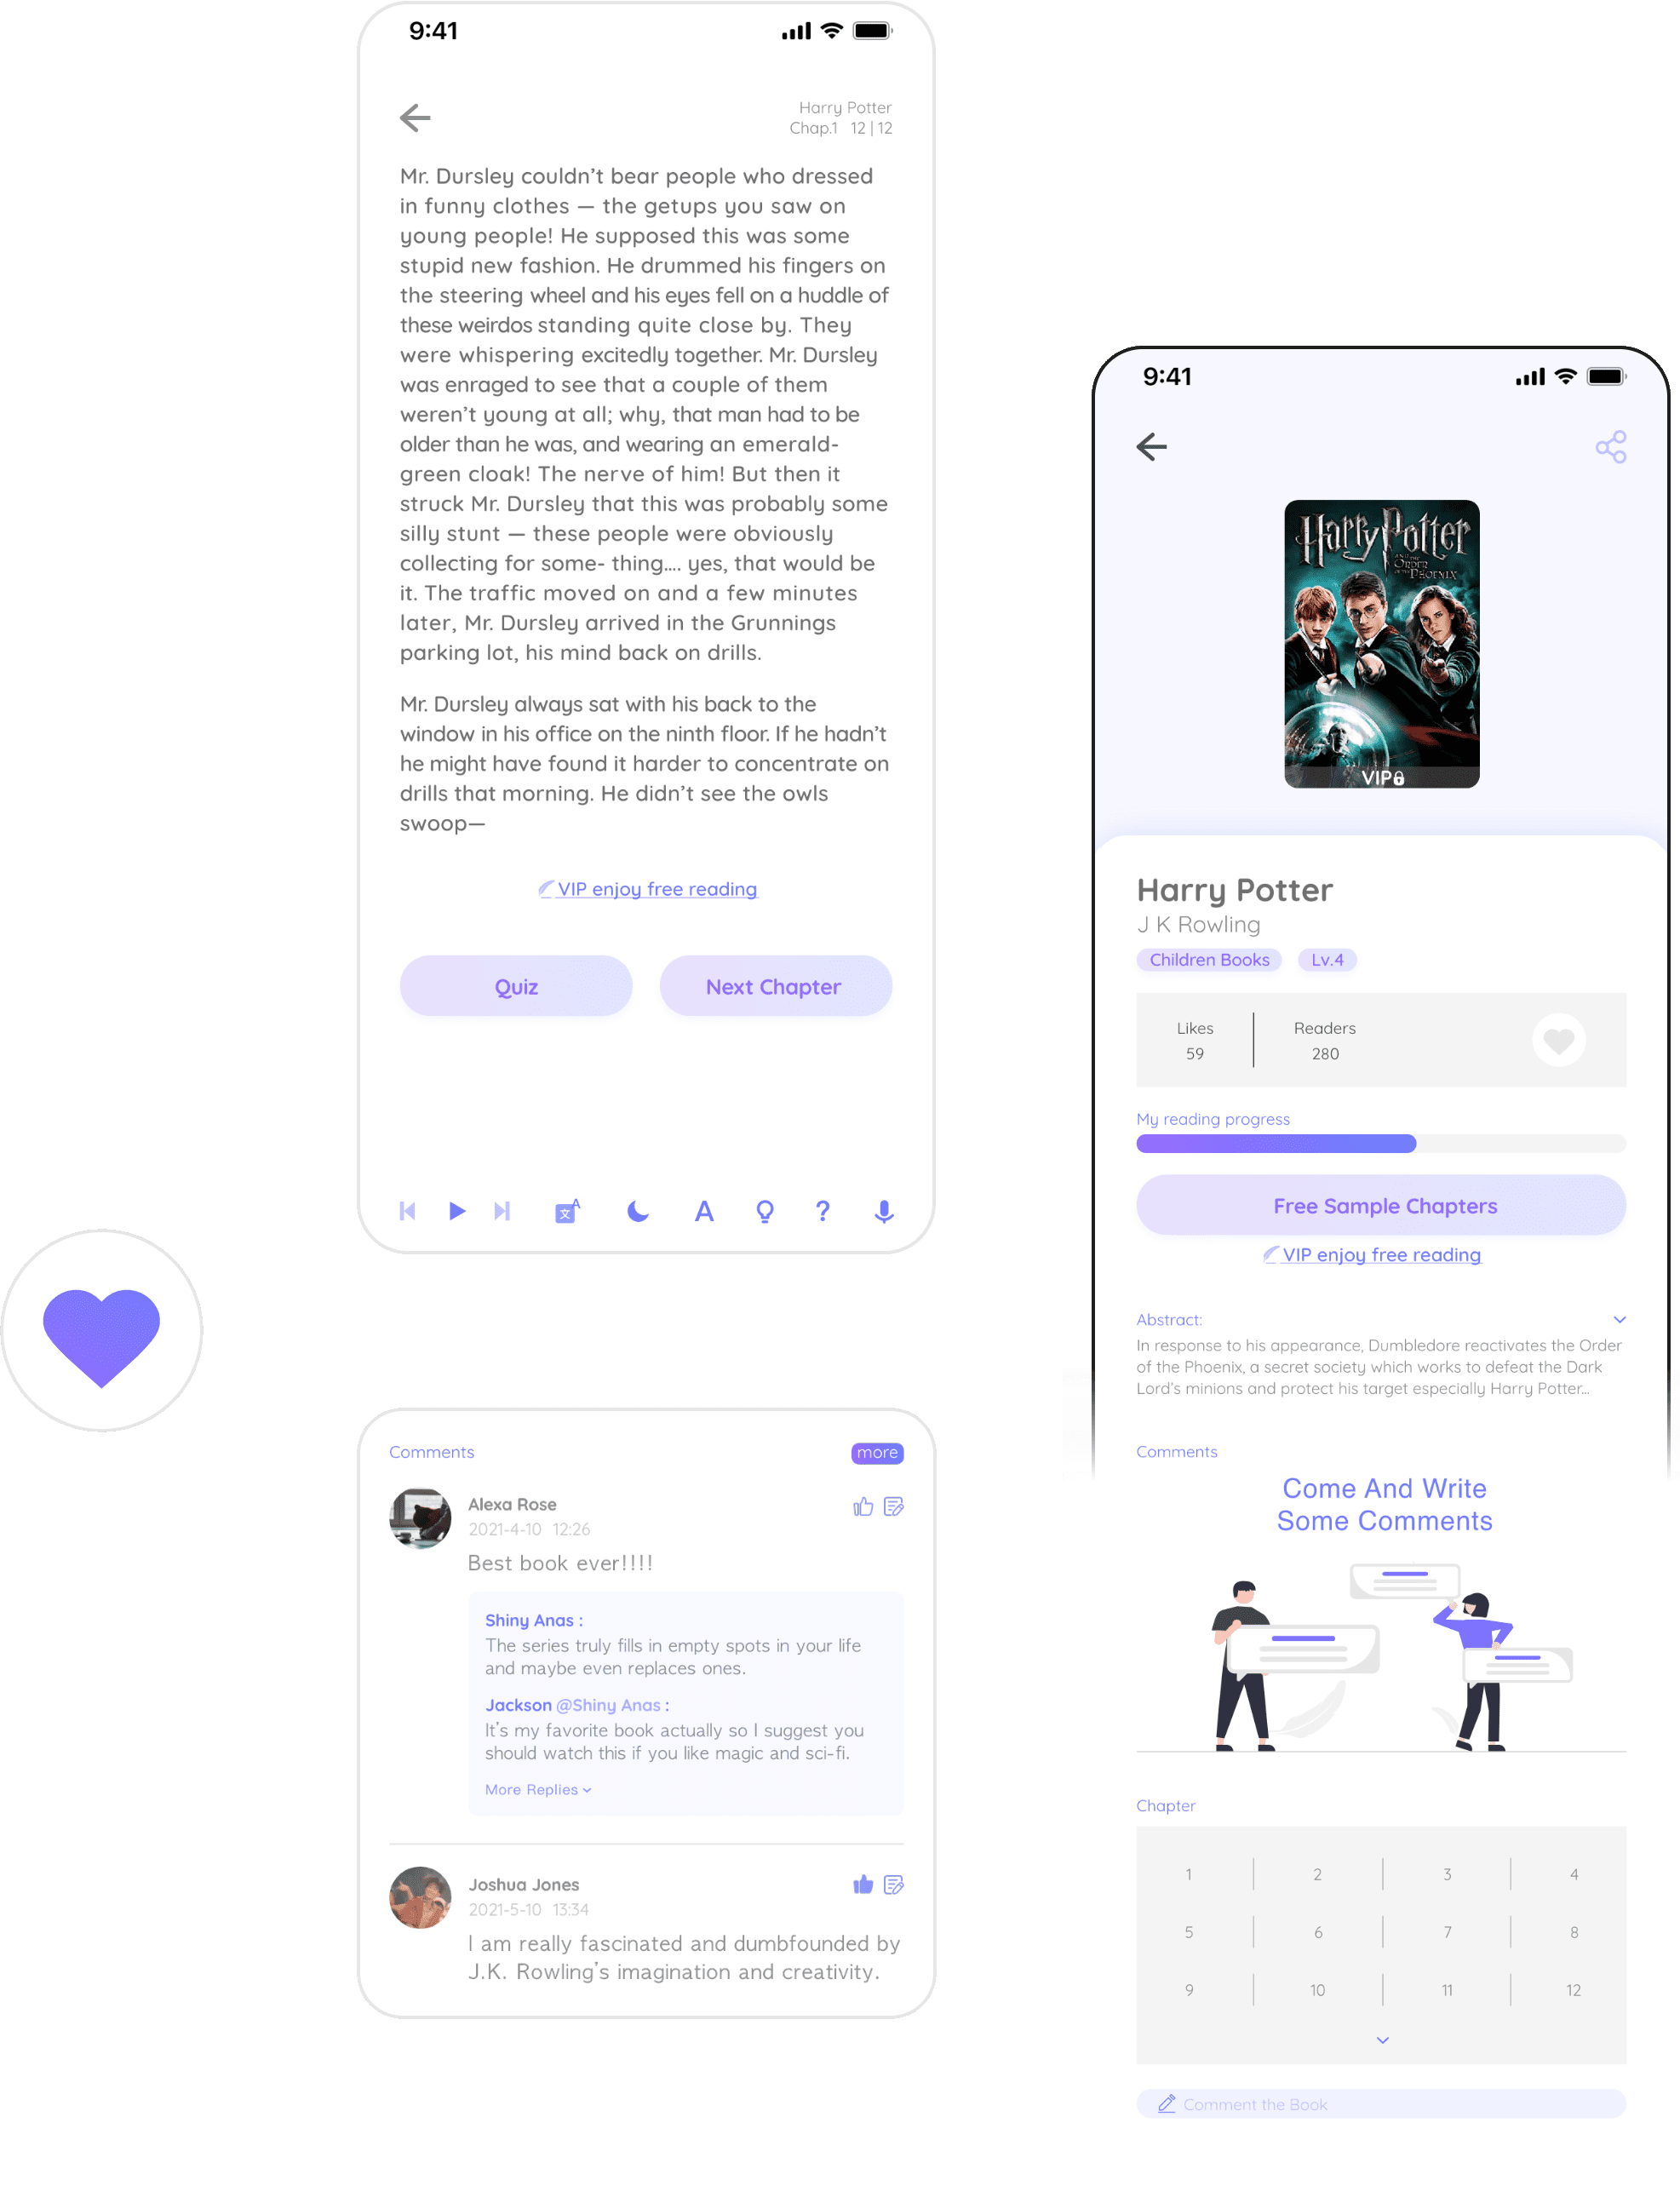 9:41
Harry Potter
Chap.1 12 | 12
Mr. Dursley couldn't bear people who dressed
in funny clothes — the getups you saw on
young people! He supposed this was some
stupid new fashion. He drummed his fingers on
the steering wheel and his eyes fell on a huddle of
these weirdos standing quite close by. They
were whispering excitedly together. Mr. Dursley
was enraged to see that a couple of them
weren't young at all; why, that man had to be
older than he was, and wearing an emerald-
green cloak! The nerve of him! But then it
struck Mr. Dursley that this was probably some
silly stunt — these people were obviously
collecting for some- thing.... yes, that would be
it. The traffic moved on and a few minutes
later, Mr. Dursley arrived in the Grunnings
parking lot, his mind back on drills.
Mr. Dursley always sat with his back to the
window in his office on the ninth floor. If he hadn't
he might have found it harder to concentrate on
drills that morning. He didn't see the owls
swoop—
VIP enjoy free reading
Quiz
Next Chapter
文 A
A
?
Comments
more
Alexa Rose
2021-4-10 12:26
Best book ever!!!!
Shiny Anas :
The series truly fills in empty spots in your life
and maybe even replaces ones.
Jackson @Shiny Anas :
It's my favorite book actually so I suggest you
should watch this if you like magic and sci-fi.
More Replies
Joshua Jones
2021-5-10 13:34
I am really fascinated and dumbfounded by
J.K. Rowling's imagination and creativity.
9:41
Harry Potter
AND THE
ORDER
OF THE PHOENIX
VIP
Harry Potter
J K Rowling
Children Books
Lv.4
Likes
59
Readers
280
My reading progress
Free Sample Chapters
VIP enjoy free reading
Abstract:
In response to his appearance, Dumbledore reactivates the Order
of the Phoenix, a secret society which works to defeat the Dark
Lord's minions and protect his target especially Harry Potter...
Comments
Come And Write
Some Comments
Chapter
1 2 3 4
5 6 7 8
9 10 11 12
Comment the Book